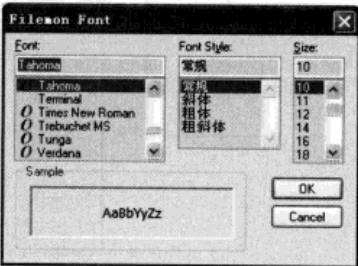 Filemon Font
Font:
Tahoma
Tahoma
Terminal
Times New Roman
Trebuchet MS
Tunga
Verdana
Font Style:
常规
常规
斜体
粗体
粗斜体
Size:
10
10
11
12
14
16
18
Sample
AaBbYyZz
OK
Cancel